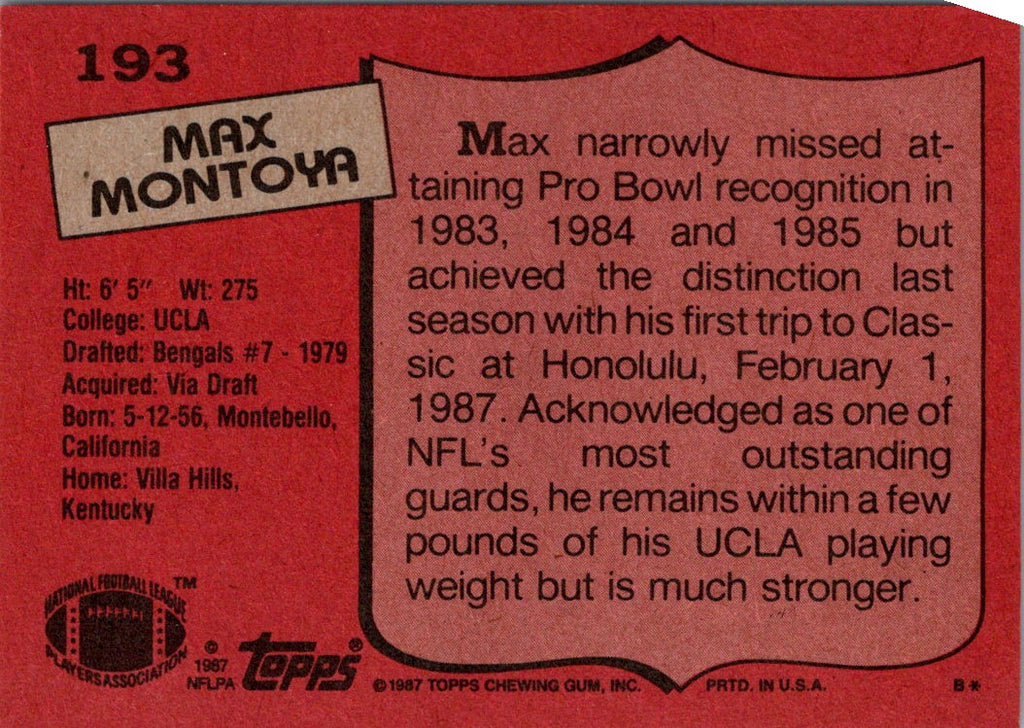 193
MAX
MONTOYA
Ht: 6' 5" Wt: 275
College: UCLA
Drafted: Bengals #7 - 1979
Acquired: Via Draft
Born: 5-12-56, Montebello,
California
Home: Villa Hills,
Kentucky
Max narrowly missed at-
taining Pro Bowl recognition in
1983, 1984 and 1985 but
achieved the distinction last
season with his first trip to Clas-
sic at Honolulu, February 1,
1987. Acknowledged as one of
NFL's most outstanding
guards, he remains within a few
pounds of his UCLA playing
weight but is much stronger.
NATIONAL FOOTBALL LEAGUE ™
PLAYERS ASSOCIATION
© 1987 NFLPA
Topps®
©1987 TOPPS CHEWING GUM, INC. PRTD. IN U.S.A. B*